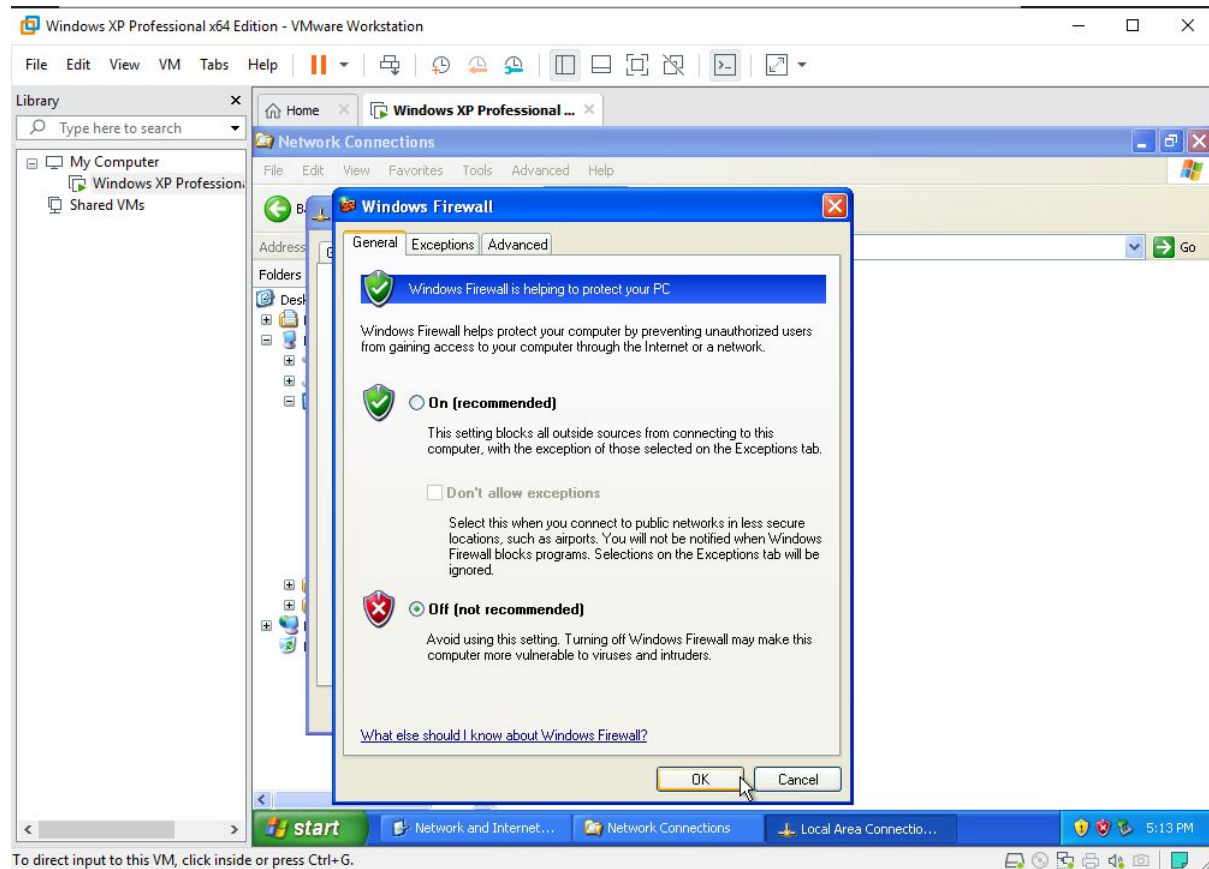 Windows XP Professional x64 Edition - VMware Workstation
File Edit View VM Tabs Help
Library
Type here to search
My Computer
Windows XP Profession
Shared VMs
Home
Windows XP Professional ...
Network Connections
File Edit View Favorites Tools Advanced Help
Address
Go
Folders
Windows Firewall
General Exceptions Advanced
Windows Firewall is helping to protect your PC
Windows Firewall helps protect your computer by preventing unauthorized users
from gaining access to your computer through the Internet or a network.
On (recommended)
This setting blocks all outside sources from connecting to this
computer, with the exception of those selected on the Exceptions tab.
Don't allow exceptions
Select this when you connect to public networks in less secure
locations, such as airports. You will not be notified when Windows
Firewall blocks programs. Selections on the Exceptions tab will be
ignored.
Off (not recommended)
Avoid using this setting. Turning off Windows Firewall may make this
computer more vulnerable to viruses and intruders.
What else should I know about Windows Firewall?
OK Cancel
start
Network and Internet...
Network Connections
Local Area Connectio...
5:13 PM
To direct input to this VM, click inside or press Ctrl+G.